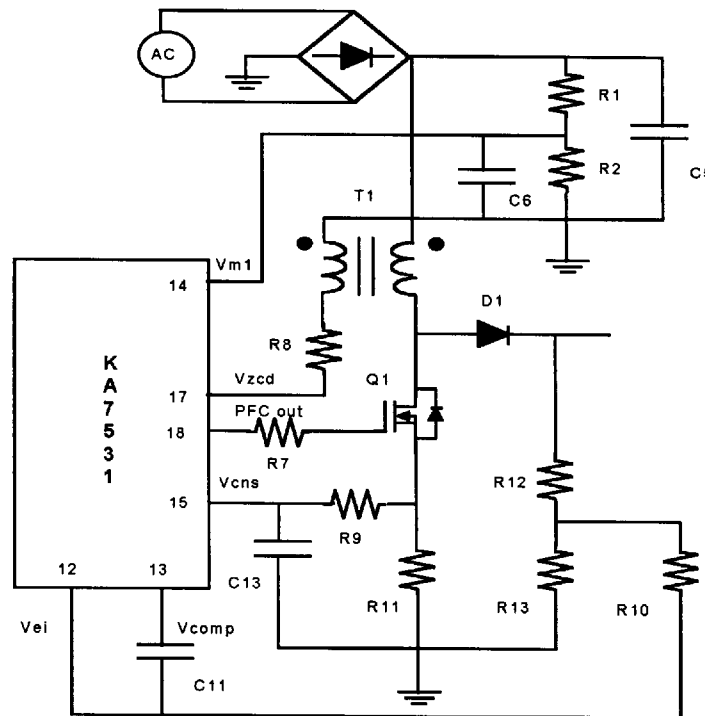 AC
R1
R2
C6
T1
Vm1
14
D1
R8
KA7531
Q1
Vzcd
17
PFC out
18
R7
Vcns
15
R9
R12
C13
R11
R13
R10
12
13
Vei
Vcomp
C11